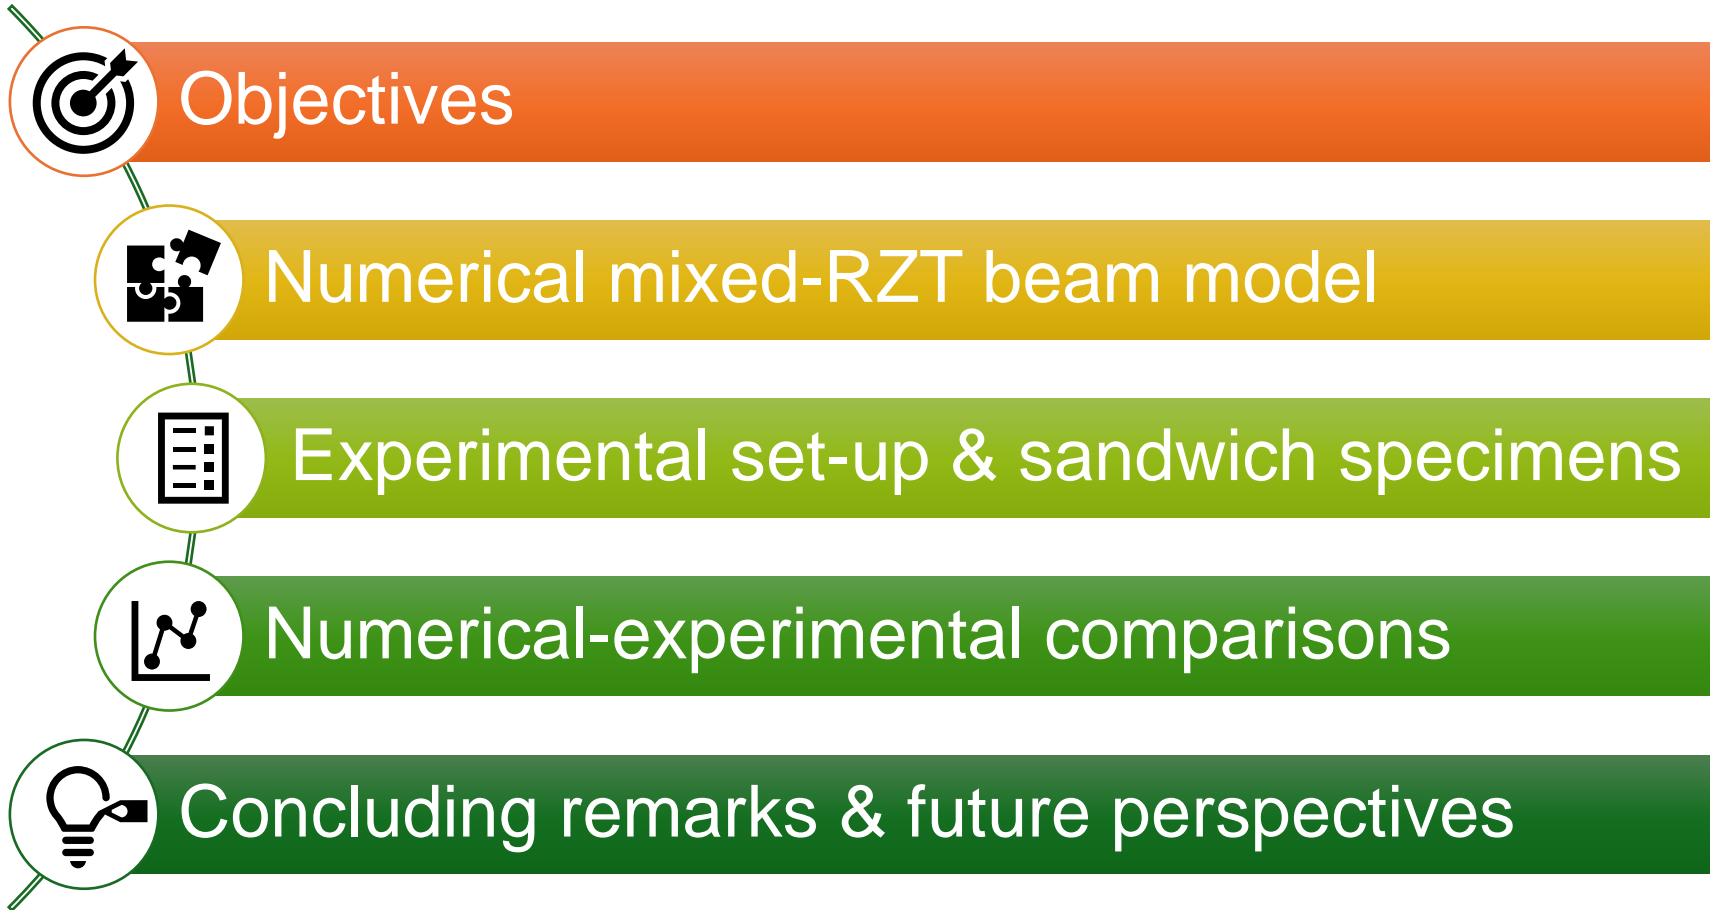 Objectives
Numerical mixed-RZT beam model
Experimental set-up & sandwich specimens
Numerical-experimental comparisons
Concluding remarks & future perspectives